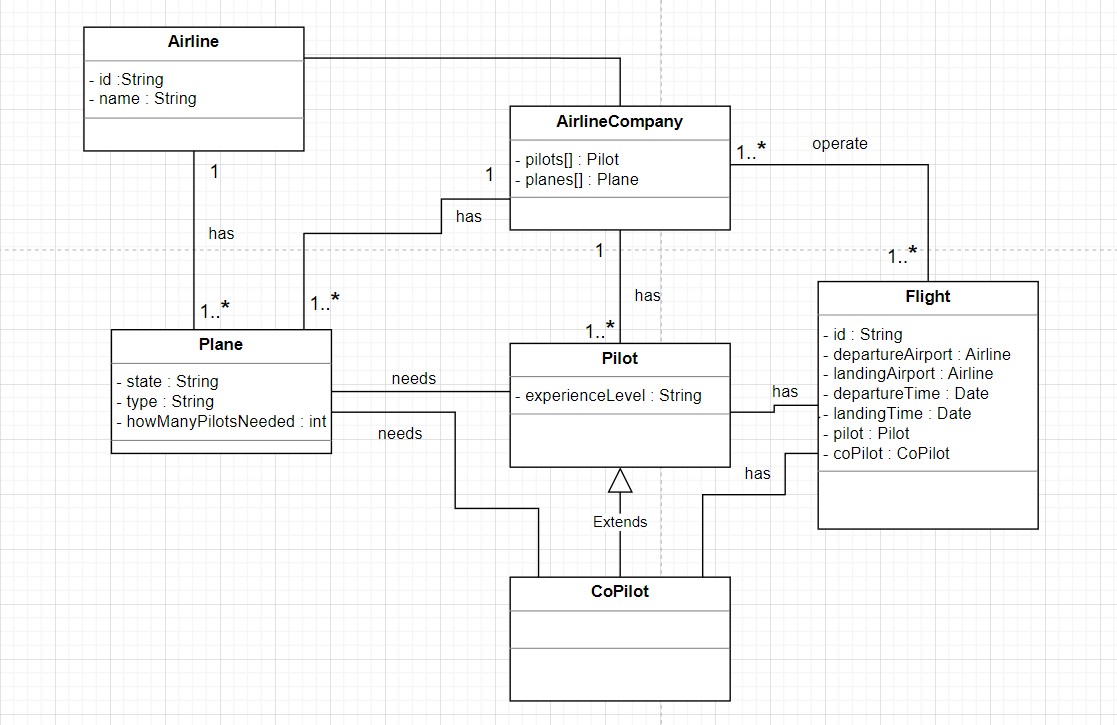 Airline
- id :String
- name : String
1
has
1..*
AirlineCompany
- pilots[] : Pilot
- planes[] : Plane
1
has
1..*
1
has
1..*
1..*
operate
1..*
Plane
- state : String
- type : String
- howManyPilotsNeeded : int
needs
needs
Pilot
- experienceLevel : String
has
has
Flight
- id : String
- departureAirport : Airline
- landingAirport : Airline
- departureTime : Date
- landingTime : Date
- pilot : Pilot
- coPilot : CoPilot
Extends
CoPilot